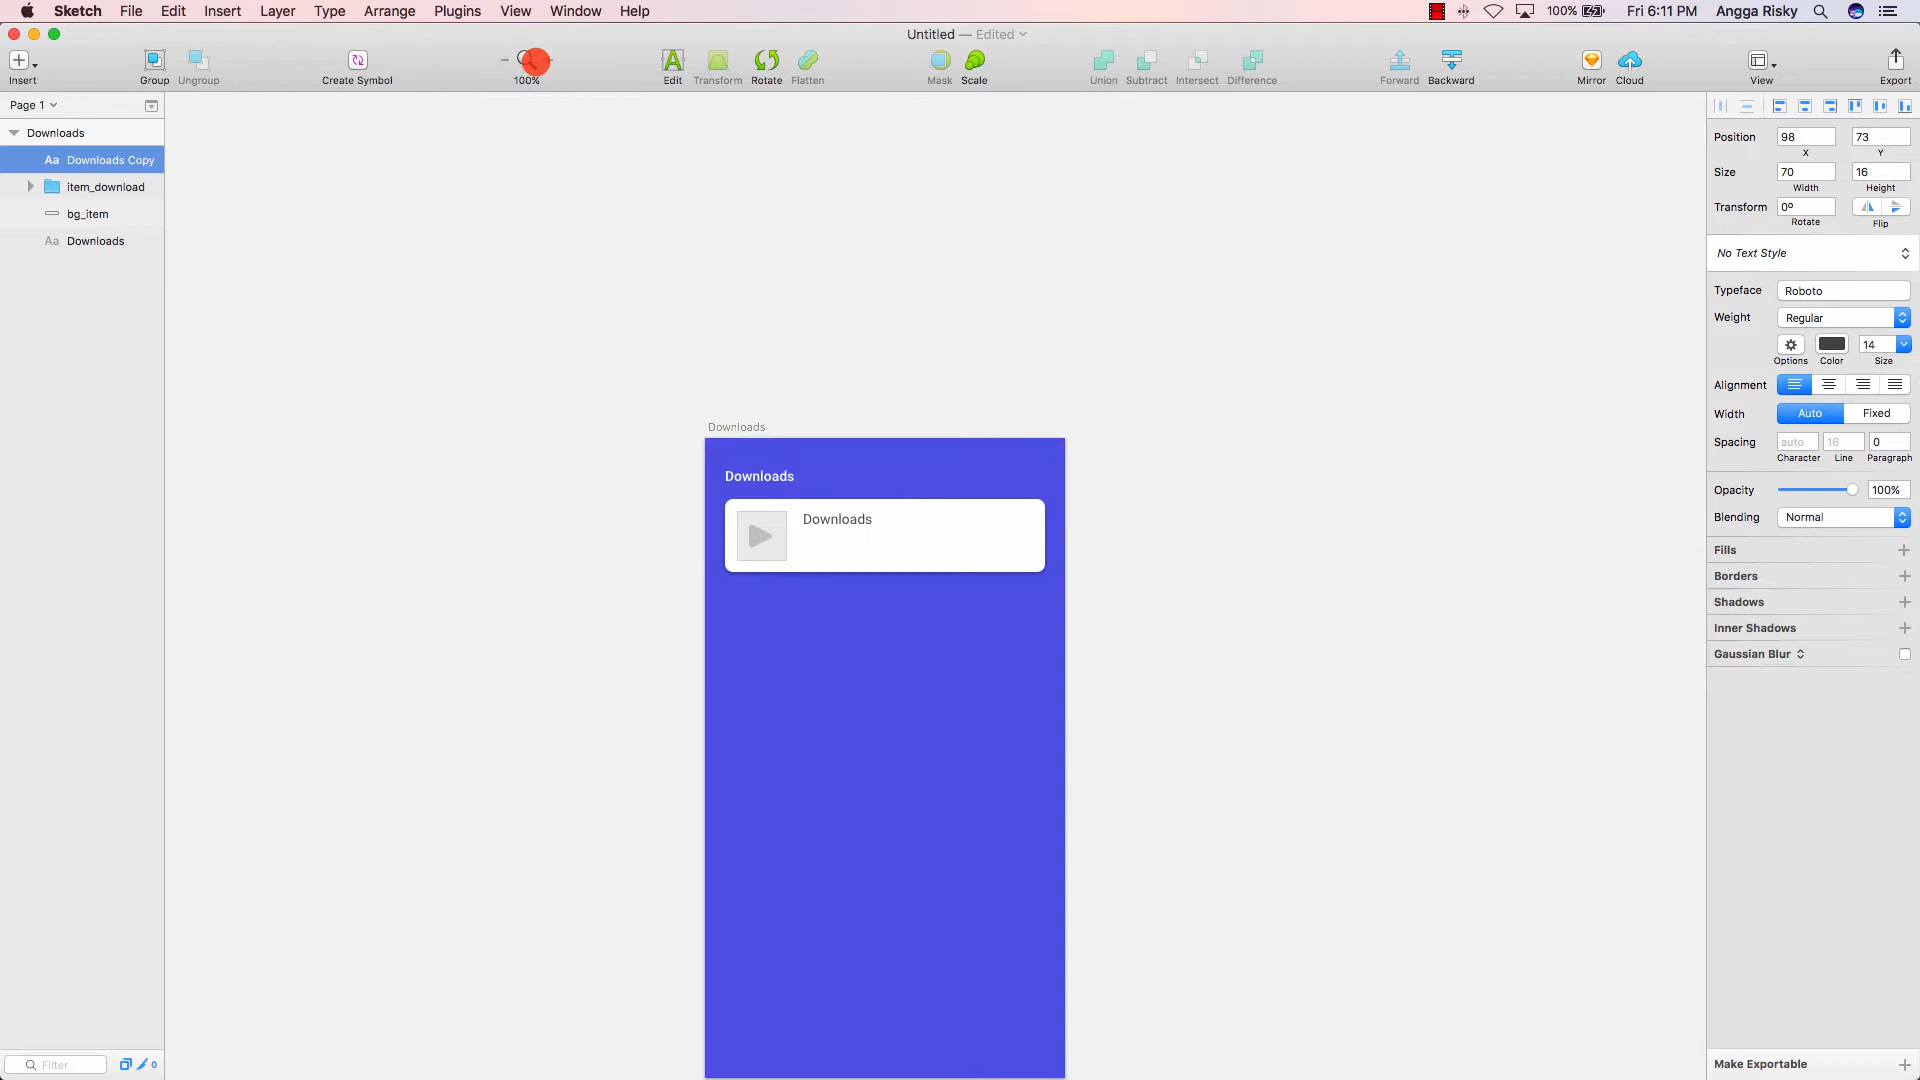 Sketch File Edit Insert Layer Type Arrange Plugins View Window Help
100% Fri 6:11 PM Angga Risky
Untitled — Edited
Insert Group Ungroup Create Symbol 100% Edit Transform Rotate Flatten Mask Scale Union Subtract Intersect Difference Forward Backward Mirror Cloud View Export
Page 1
Downloads
Aa Downloads Copy
item_download
bg_item
Aa Downloads
Filter
0
Downloads
Downloads
Downloads
Position 98 73
X Y
Size 70 16
Width Height
Transform 0º
Rotate Flip
No Text Style
Typeface Roboto
Weight Regular
14
Options Color Size
Alignment
Width Auto Fixed
Spacing auto 16 0
Character Line Paragraph
Opacity 100%
Blending Normal
Fills
Borders
Shadows
Inner Shadows
Gaussian Blur
Make Exportable